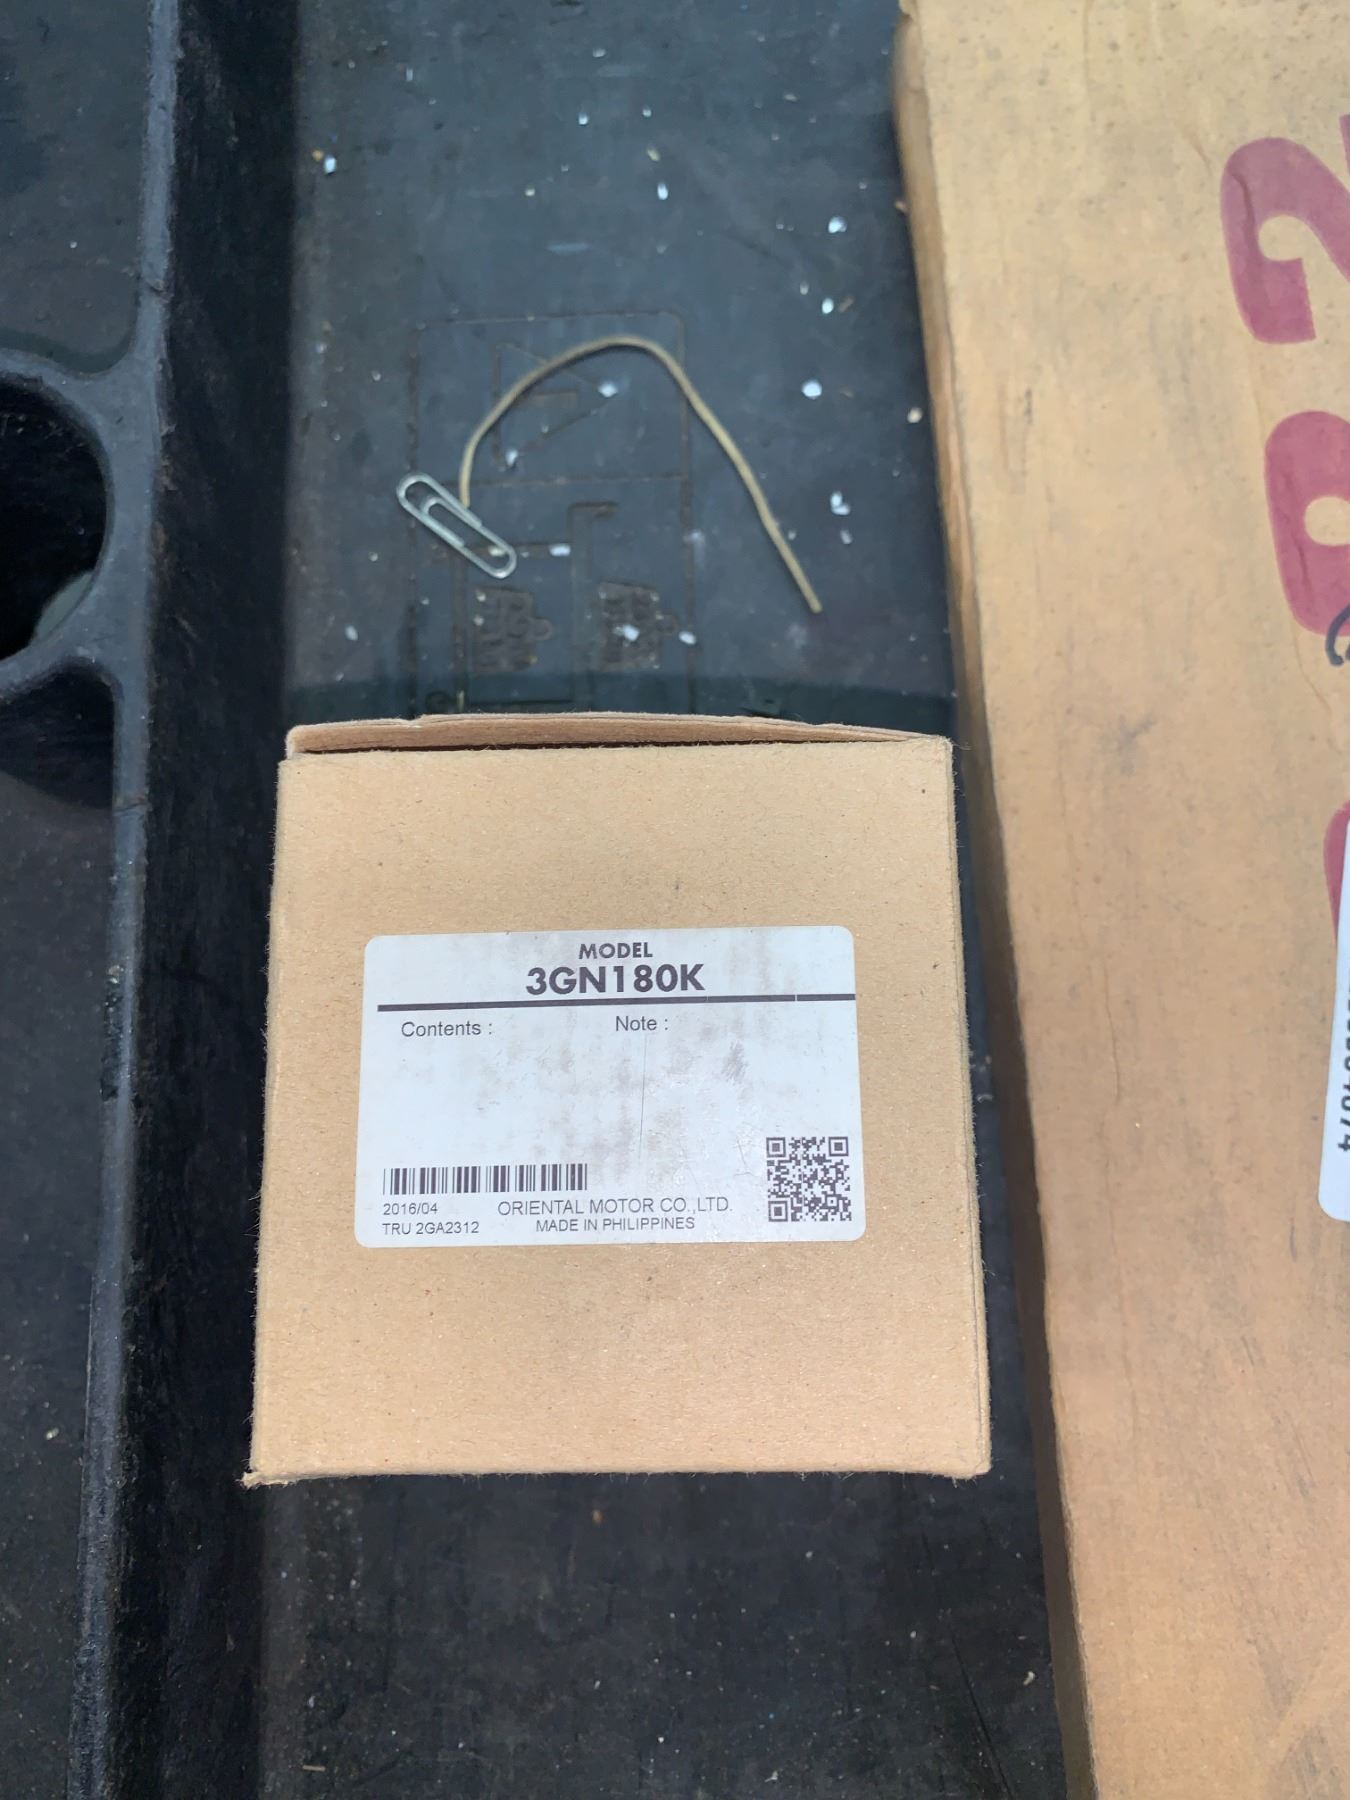 MODEL
3GN180K
Contents :
Note :
2016/04
ORIENTAL MOTOR CO.,LTD.
TRU 2GA2312
MADE IN PHILIPPINES